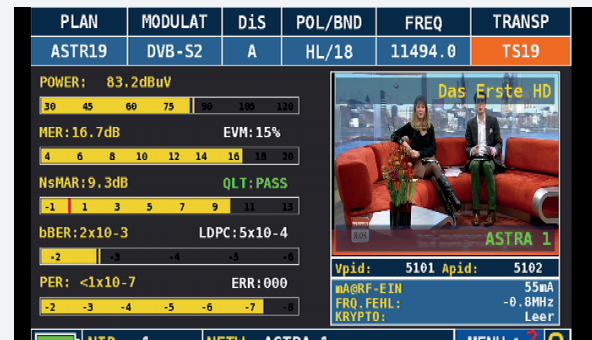 PLAN MODULAT DiS POL/BND FREQ TRANSP
ASTR19 DVB-S2 A HL/18 11494.0 TS19
POWER: 83.2dBuV
30 45 60 75 90 105 120
MER:16.7dB EVM:15%
4 6 8 10 12 14 16 18 20
NsMAR:9.3dB QLT:PASS
-1 1 3 5 7 9 11 13
bBER:2x10-3 LDPC:5x10-4
-2 -3 -4 -5 -6
PER: <1x10-7 ERR:000
-2 -3 -4 -5 -6 -7 -8
Das Erste HD
ASTRA 1
Vpid: 5101 Apid: 5102
mA@RF-EIN 55mA
FRQ.FEHL: -0.8MHz
KRYPTO: Leer